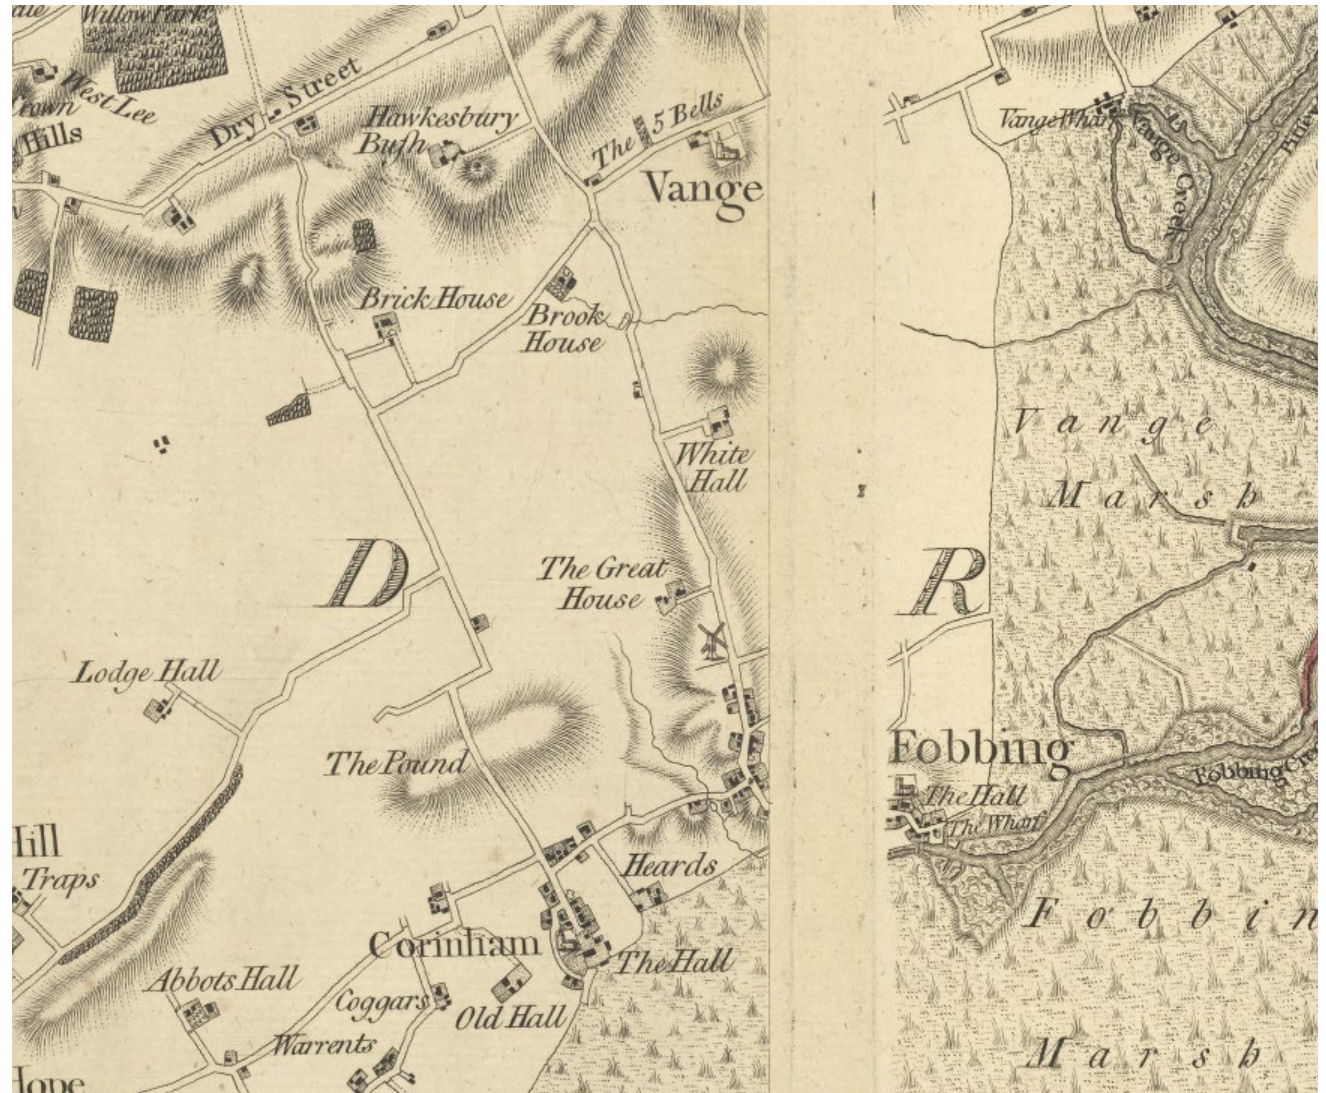 Willow Park
West Lee
Crown
Hills
Dry Street
Hawkesbury
Bush
The 5 Bells
Vange
Vange Wharf
Vange Creek
Brick House
Brook
House
Vange
Marsh
White
Hall
D
R
The Great
House
Lodge Hall
The Pound
Fobbing
The Hall
The Wharf
Fobbing Cre
Hill
Traps
Heards
Fobbin
Corinham
The Hall
Abbots Hall
Coggars
Old Hall
Warrents
Marsh
Hope